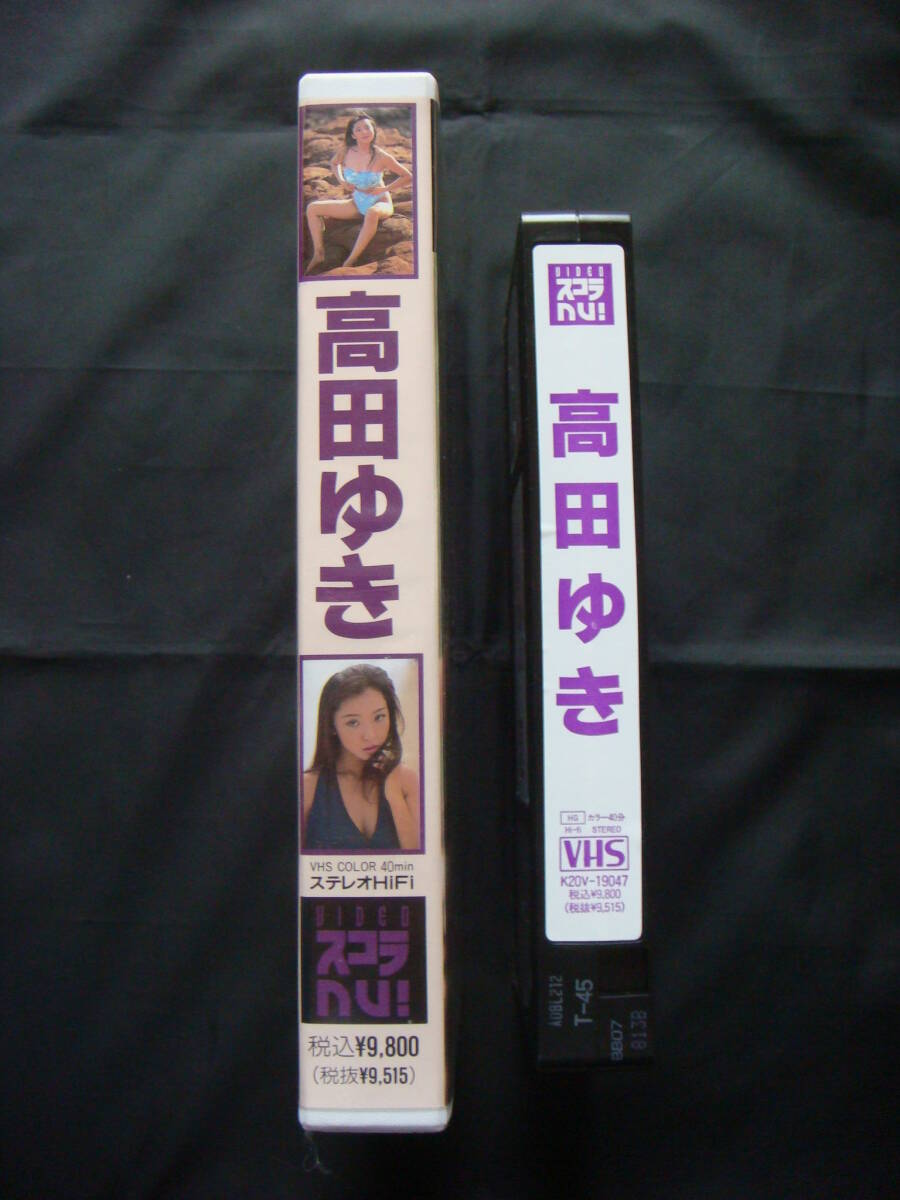 高田ゆき
VHS COLOR 40min
ステレオHiFi
VIDEO
スコラ
nu!
税込¥9,800
(税抜¥9,515)
VIDEO
スコラ
nu!
高田ゆき
HG カラー40分
Hi-fi STEREO
VHS
K20V-19047
税込¥9,800
(税抜¥9,515)
T-45
8807
813B